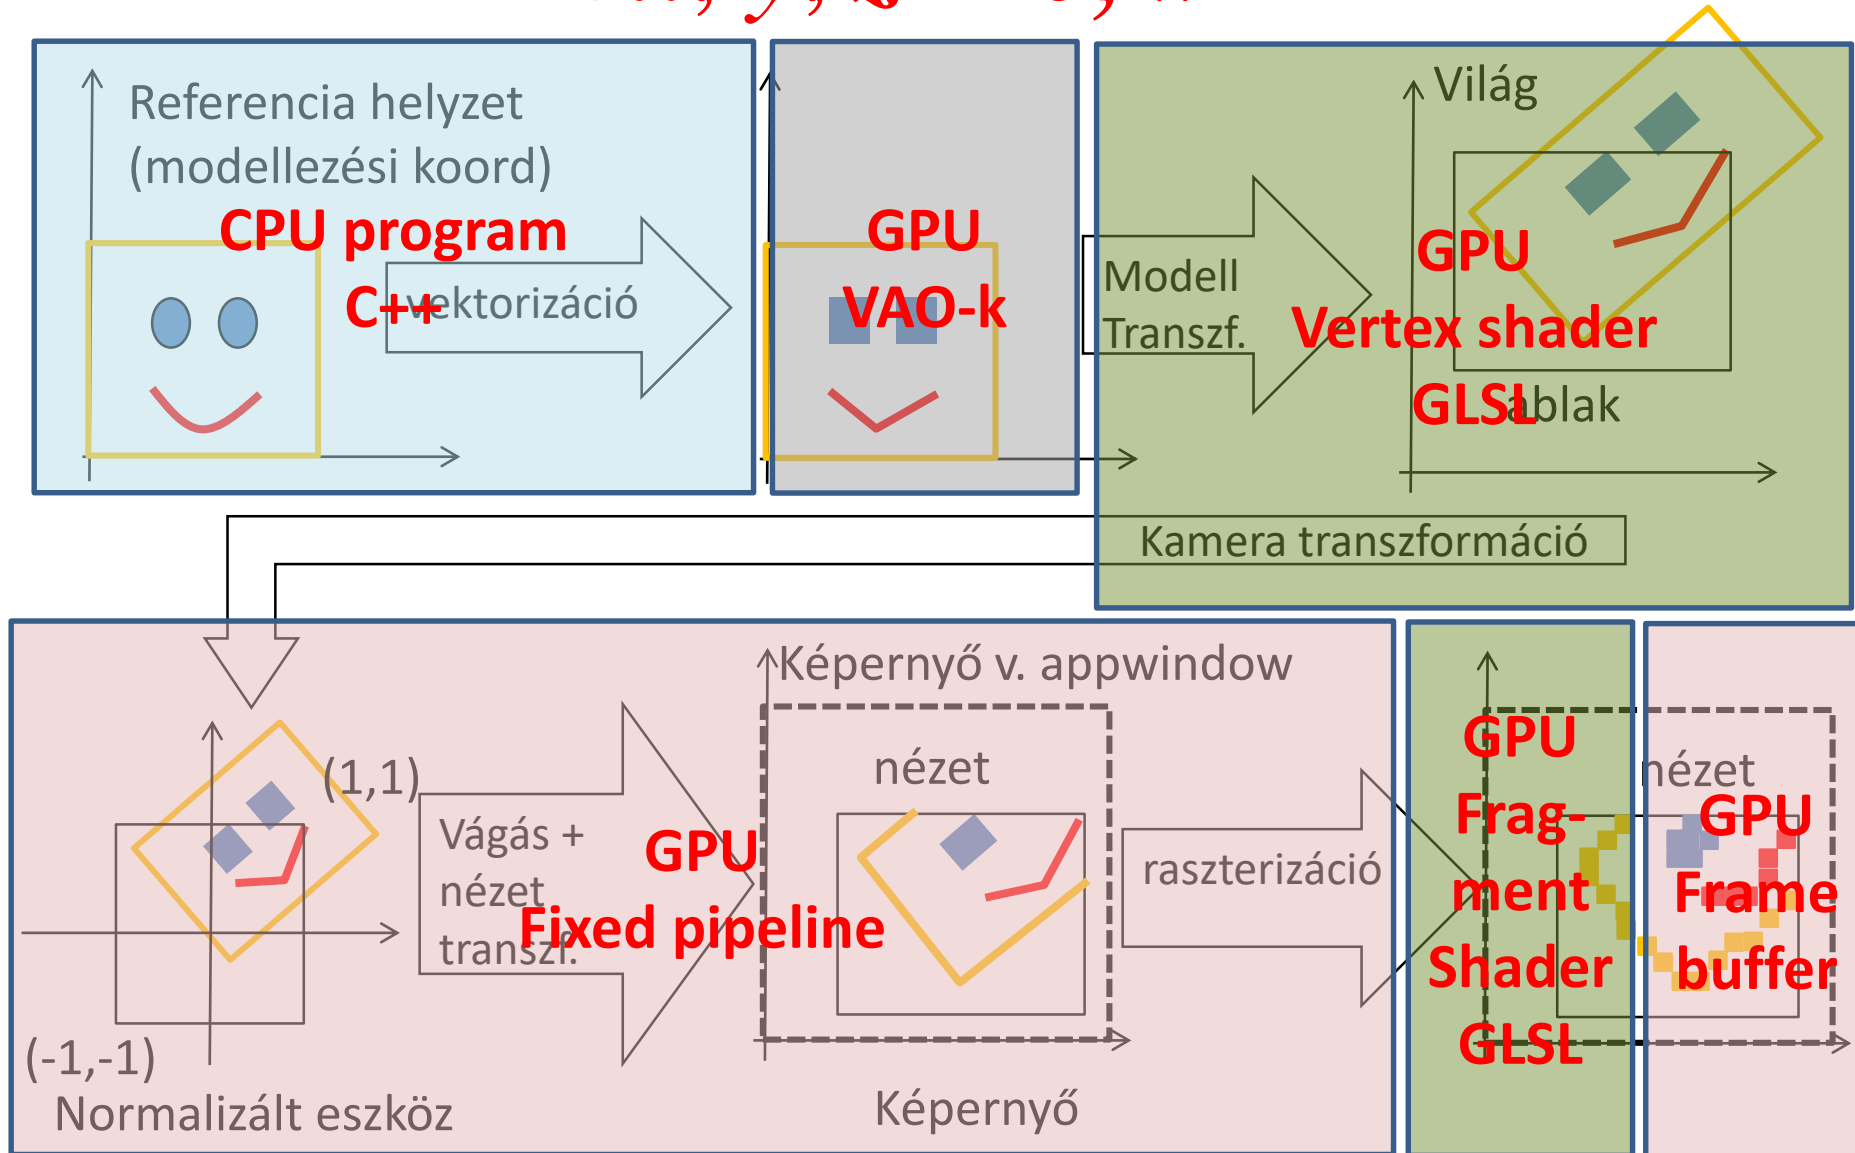 Referencia helyzet
(modellezési koord)
CPU program
C++
vektorizáció
GPU
VAO-k
Világ
Modell
Transzf.
GPU
Vertex shader
GLSL
ablak
Kamera transzformáció
(1,1)
(-1,-1)
Normalizált eszköz
Vágás +
nézet
transzf.
GPU
Fixed pipeline
Képernyő v. appwindow
nézet
Képernyő
raszterizáció
GPU
Frag-
ment
Shader
GLSL
nézet
GPU
Frame
buffer